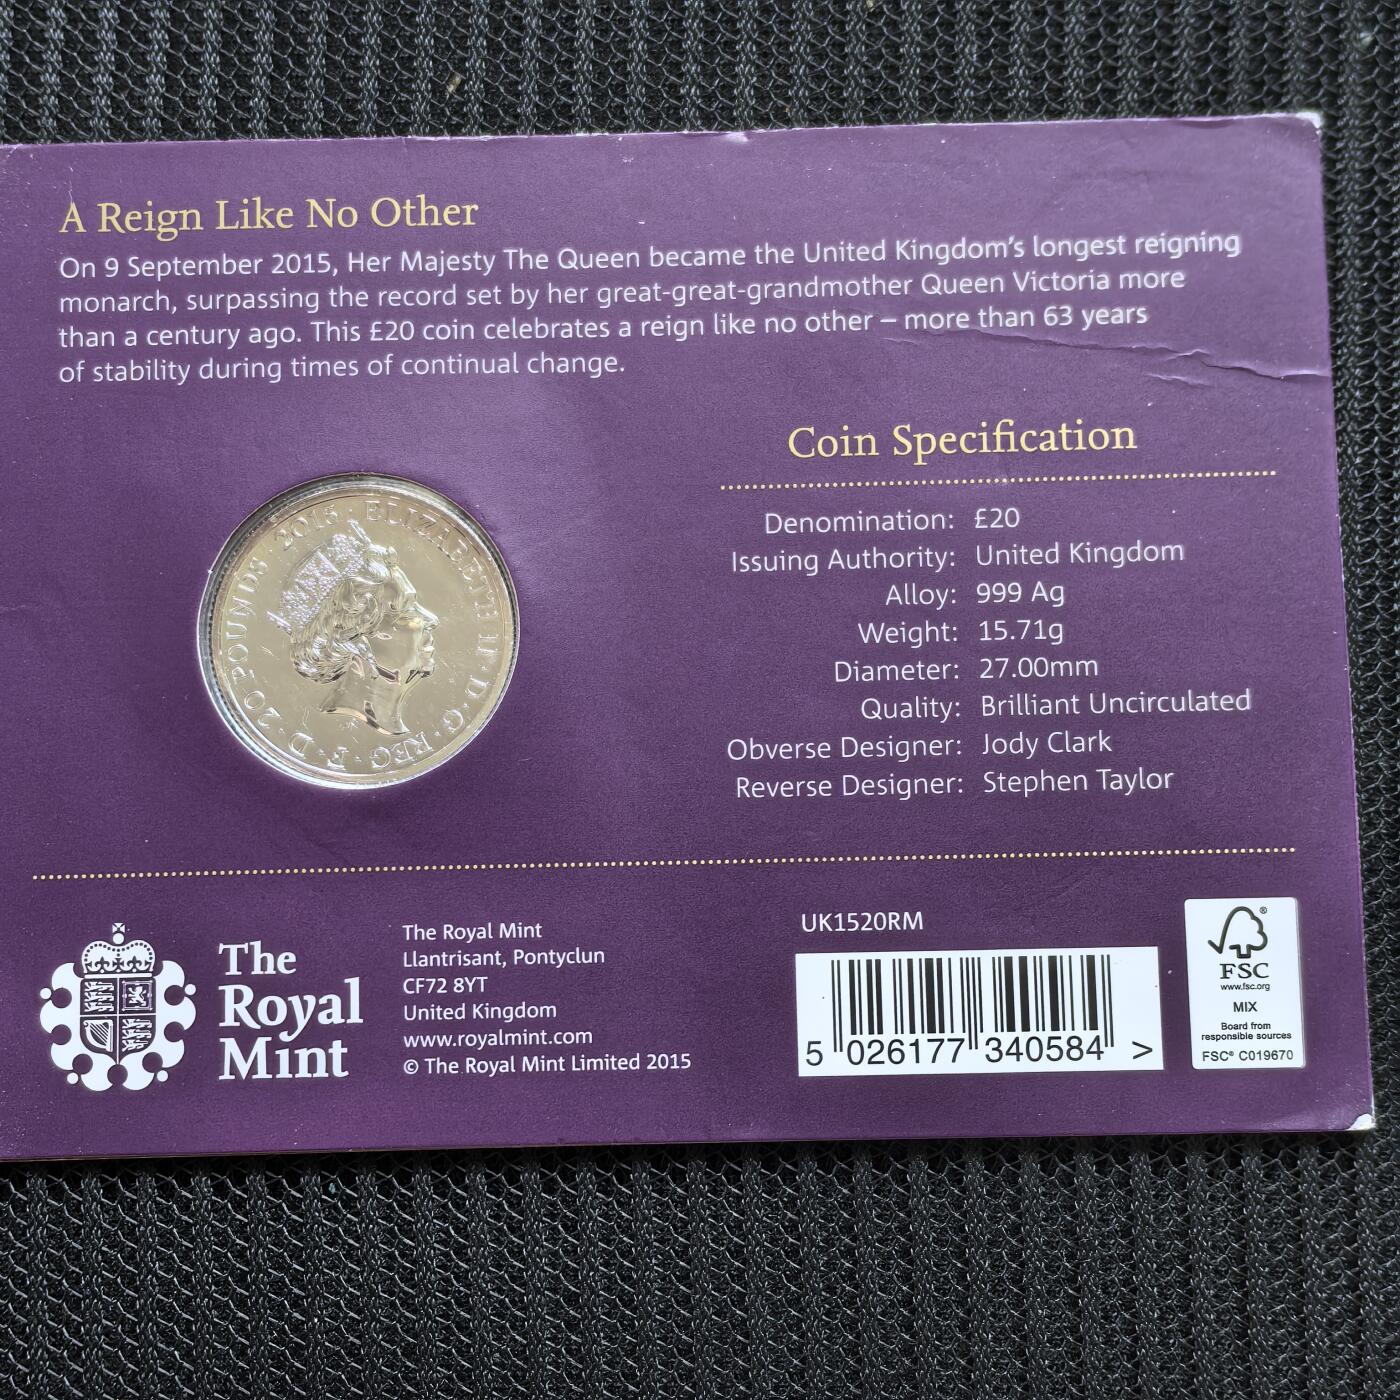 A Reign Like No Other
On 9 September 2015, Her Majesty The Queen became the United Kingdom's longest reigning
monarch, surpassing the record set by her great-great-grandmother Queen Victoria more
than a century ago. This £20 coin celebrates a reign like no other – more than 63 years
of stability during times of continual change.
ELIZABETH II · D · G · REG · F · D · 20 POUNDS · 2015 ·
Coin Specification
Denomination: £20
Issuing Authority: United Kingdom
Alloy: 999 Ag
Weight: 15.71g
Diameter: 27.00mm
Quality: Brilliant Uncirculated
Obverse Designer: Jody Clark
Reverse Designer: Stephen Taylor
The
Royal
Mint
The Royal Mint
Llantrisant, Pontyclun
CF72 8YT
United Kingdom
www.royalmint.com
© The Royal Mint Limited 2015
UK1520RM
5 026177 340584 >
FSC
www.fsc.org
MIX
Board from
responsible sources
FSC® C019670